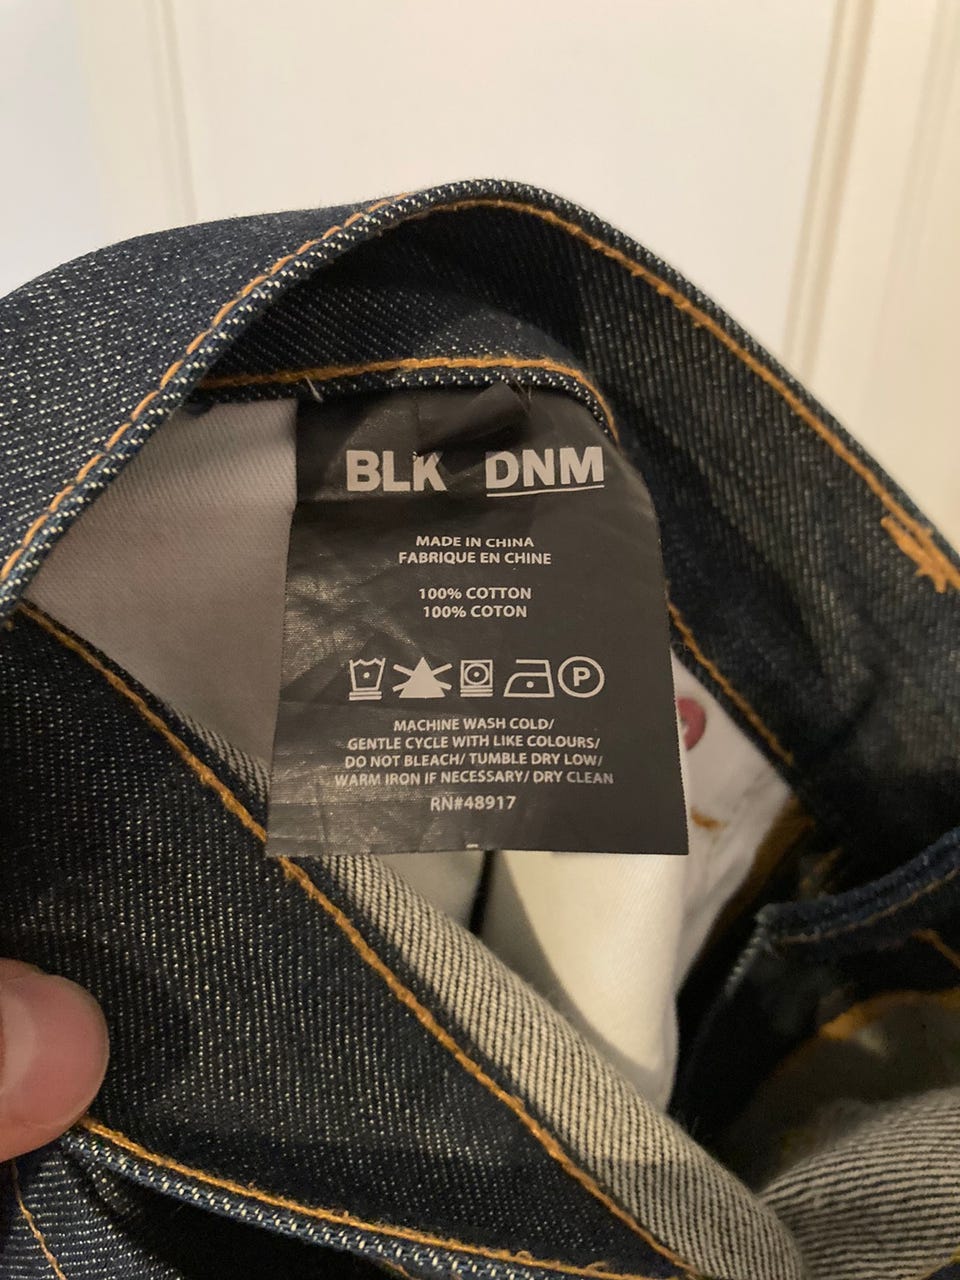 BLK DNM
MADE IN CHINA
FABRIQUE EN CHINE
100% COTTON
100% COTON
P
MACHINE WASH COLD/
GENTLE CYCLE WITH LIKE COLOURS/
DO NOT BLEACH/ TUMBLE DRY LOW/
WARM IRON IF NECESSARY/ DRY CLEAN
RN#48917